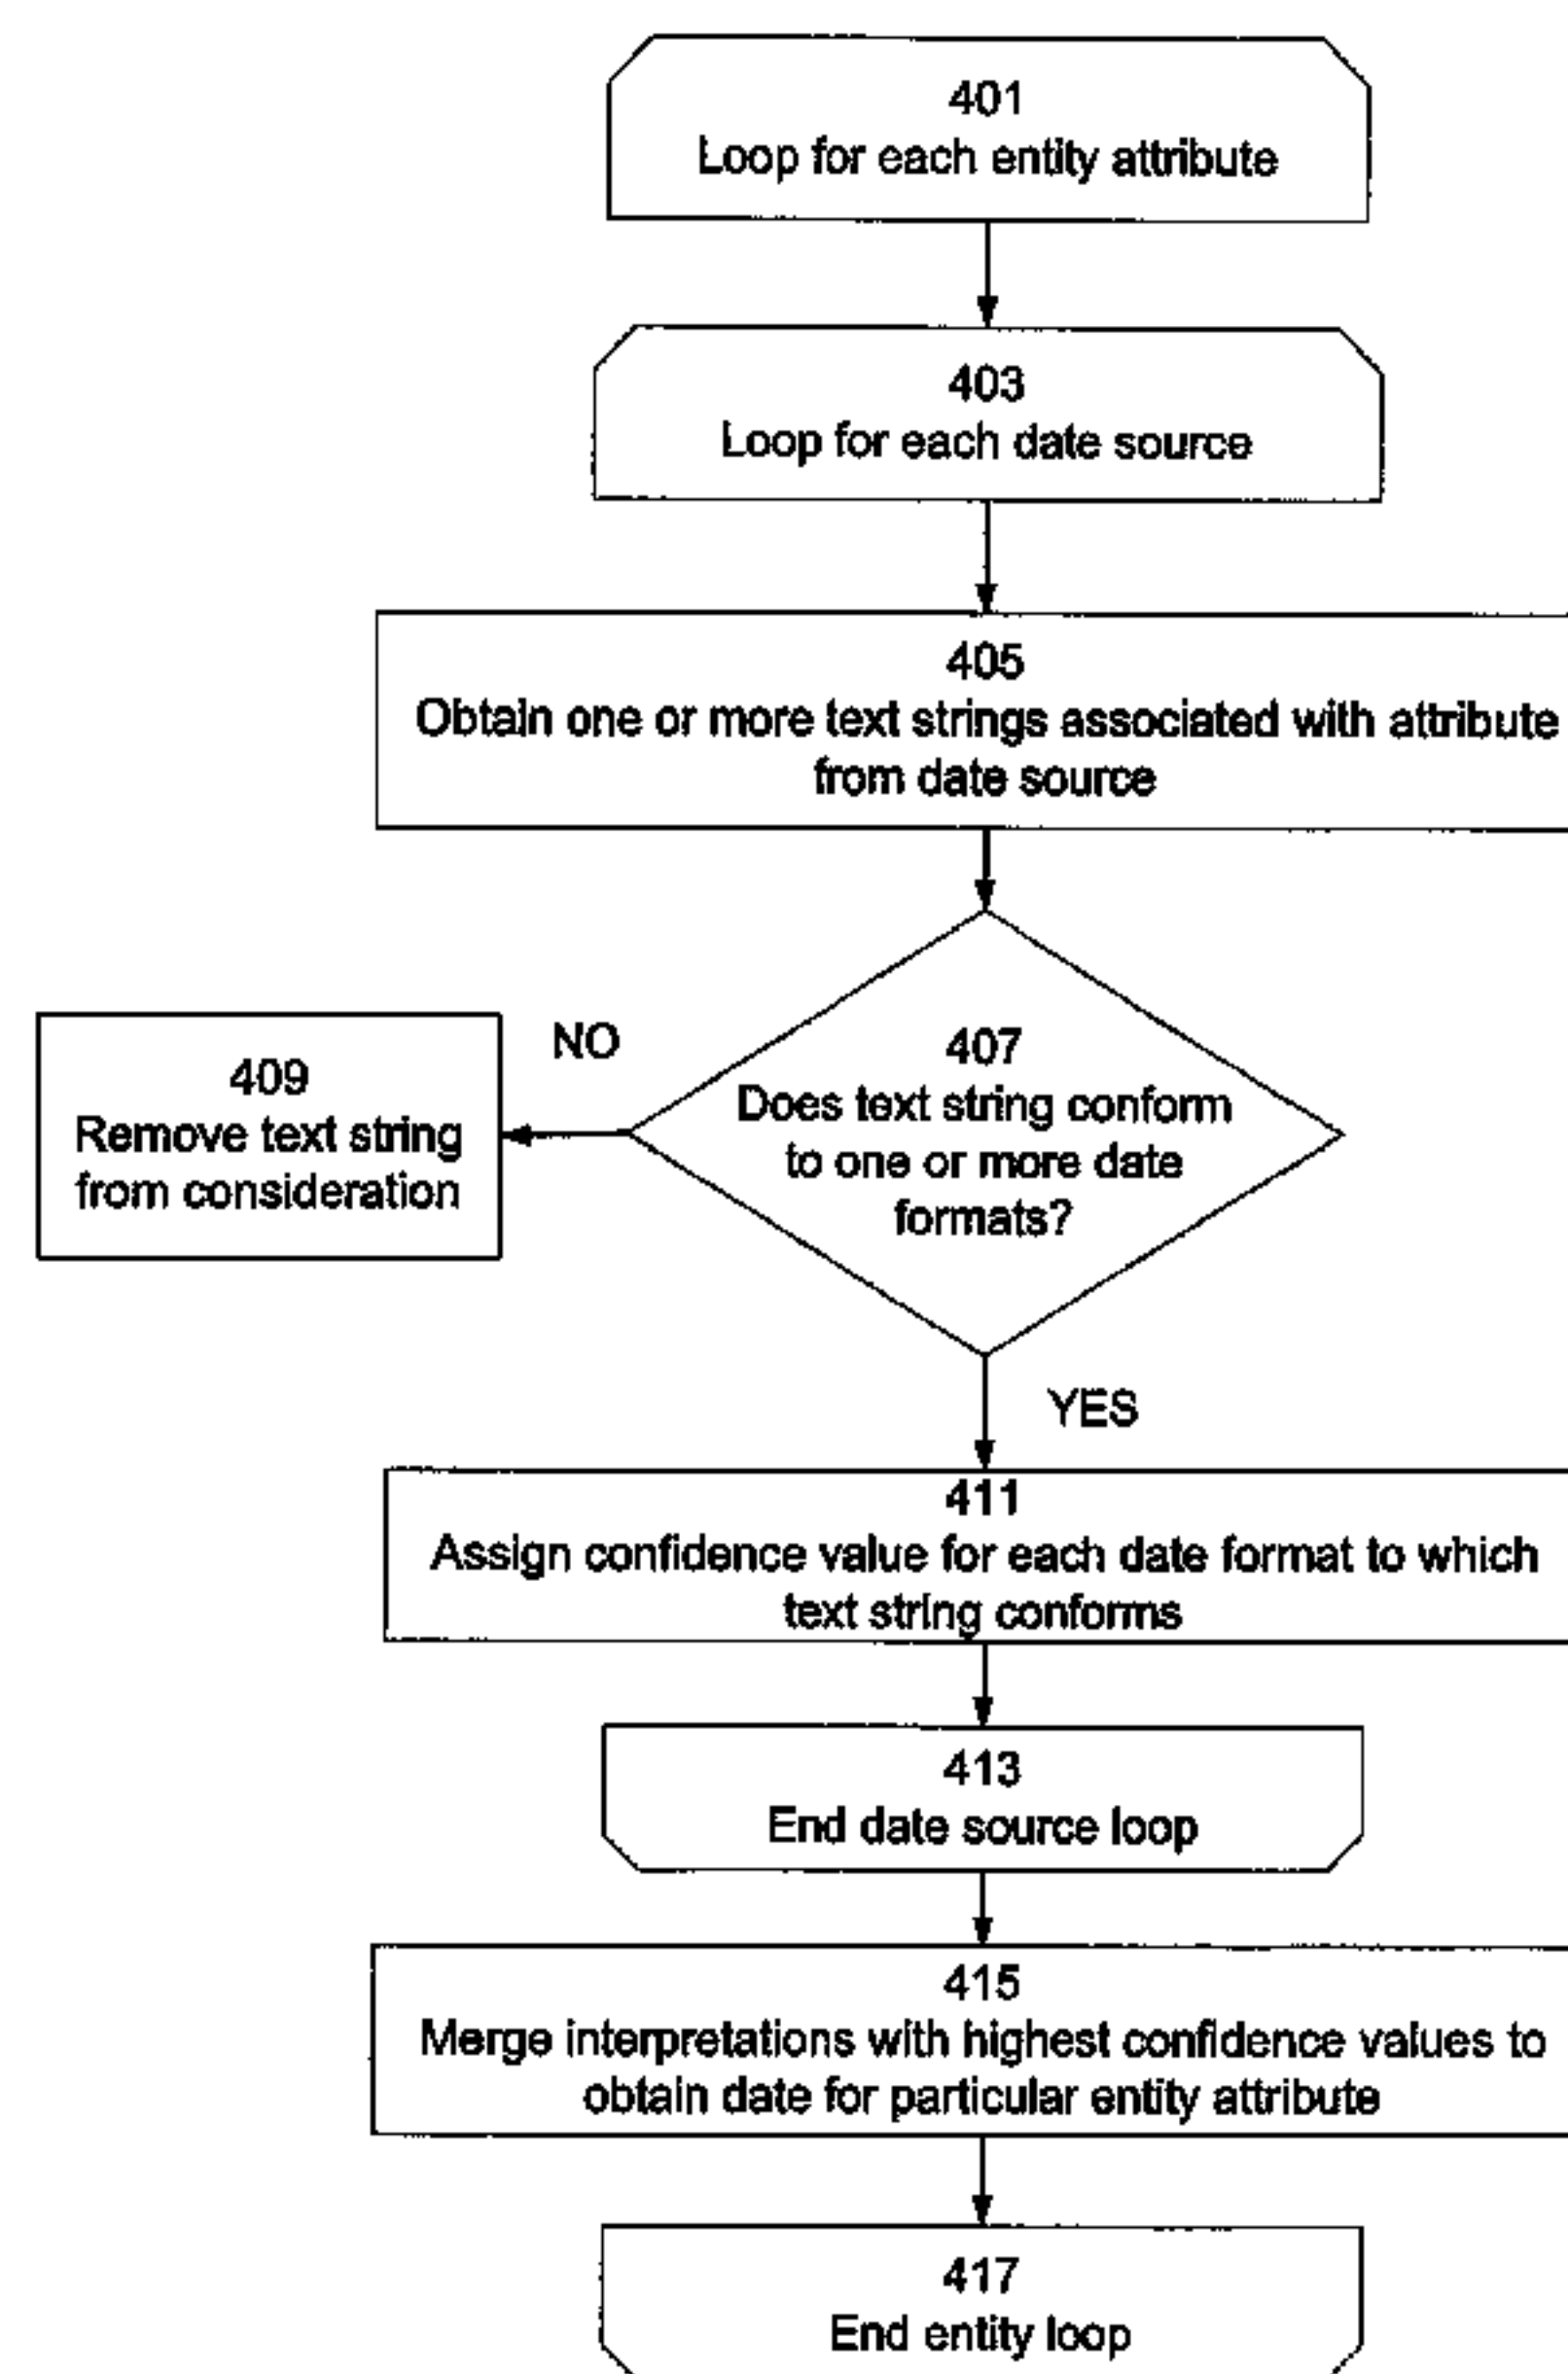 401
Loop for each entity attribute
403
Loop for each date source
405
Obtain one or more text strings associated with attribute
from date source
407
Does text string conform
to one or more date
formats?
NO
409
Remove text string
from consideration
YES
411
Assign confidence value for each date format to which
text string conforms
413
End date source loop
415
Merge interpretations with highest confidence values to
obtain date for particular entity attribute
417
End entity loop